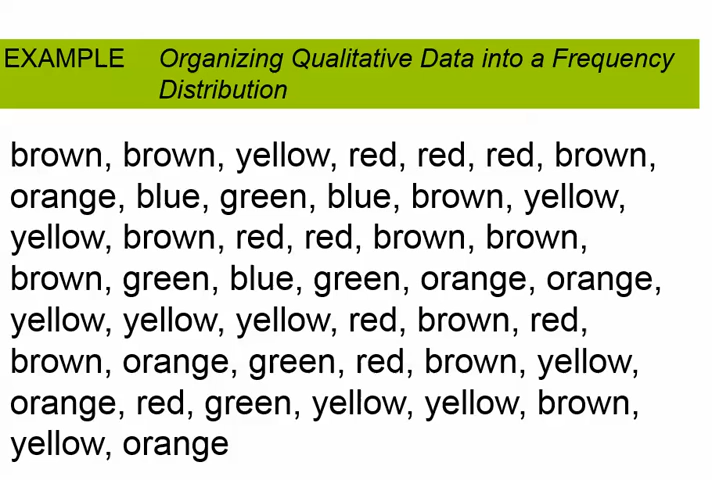 EXAMPLE Organizing Qualitative Data into a Frequency
Distribution
brown, brown, yellow, red, red, red, brown,
orange, blue, green, blue, brown, yellow,
yellow, brown, red, red, brown, brown,
brown, green, blue, green, orange, orange,
yellow, yellow, yellow, red, brown, red,
brown, orange, green, red, brown, yellow,
orange, red, green, yellow, yellow, brown,
yellow, orange